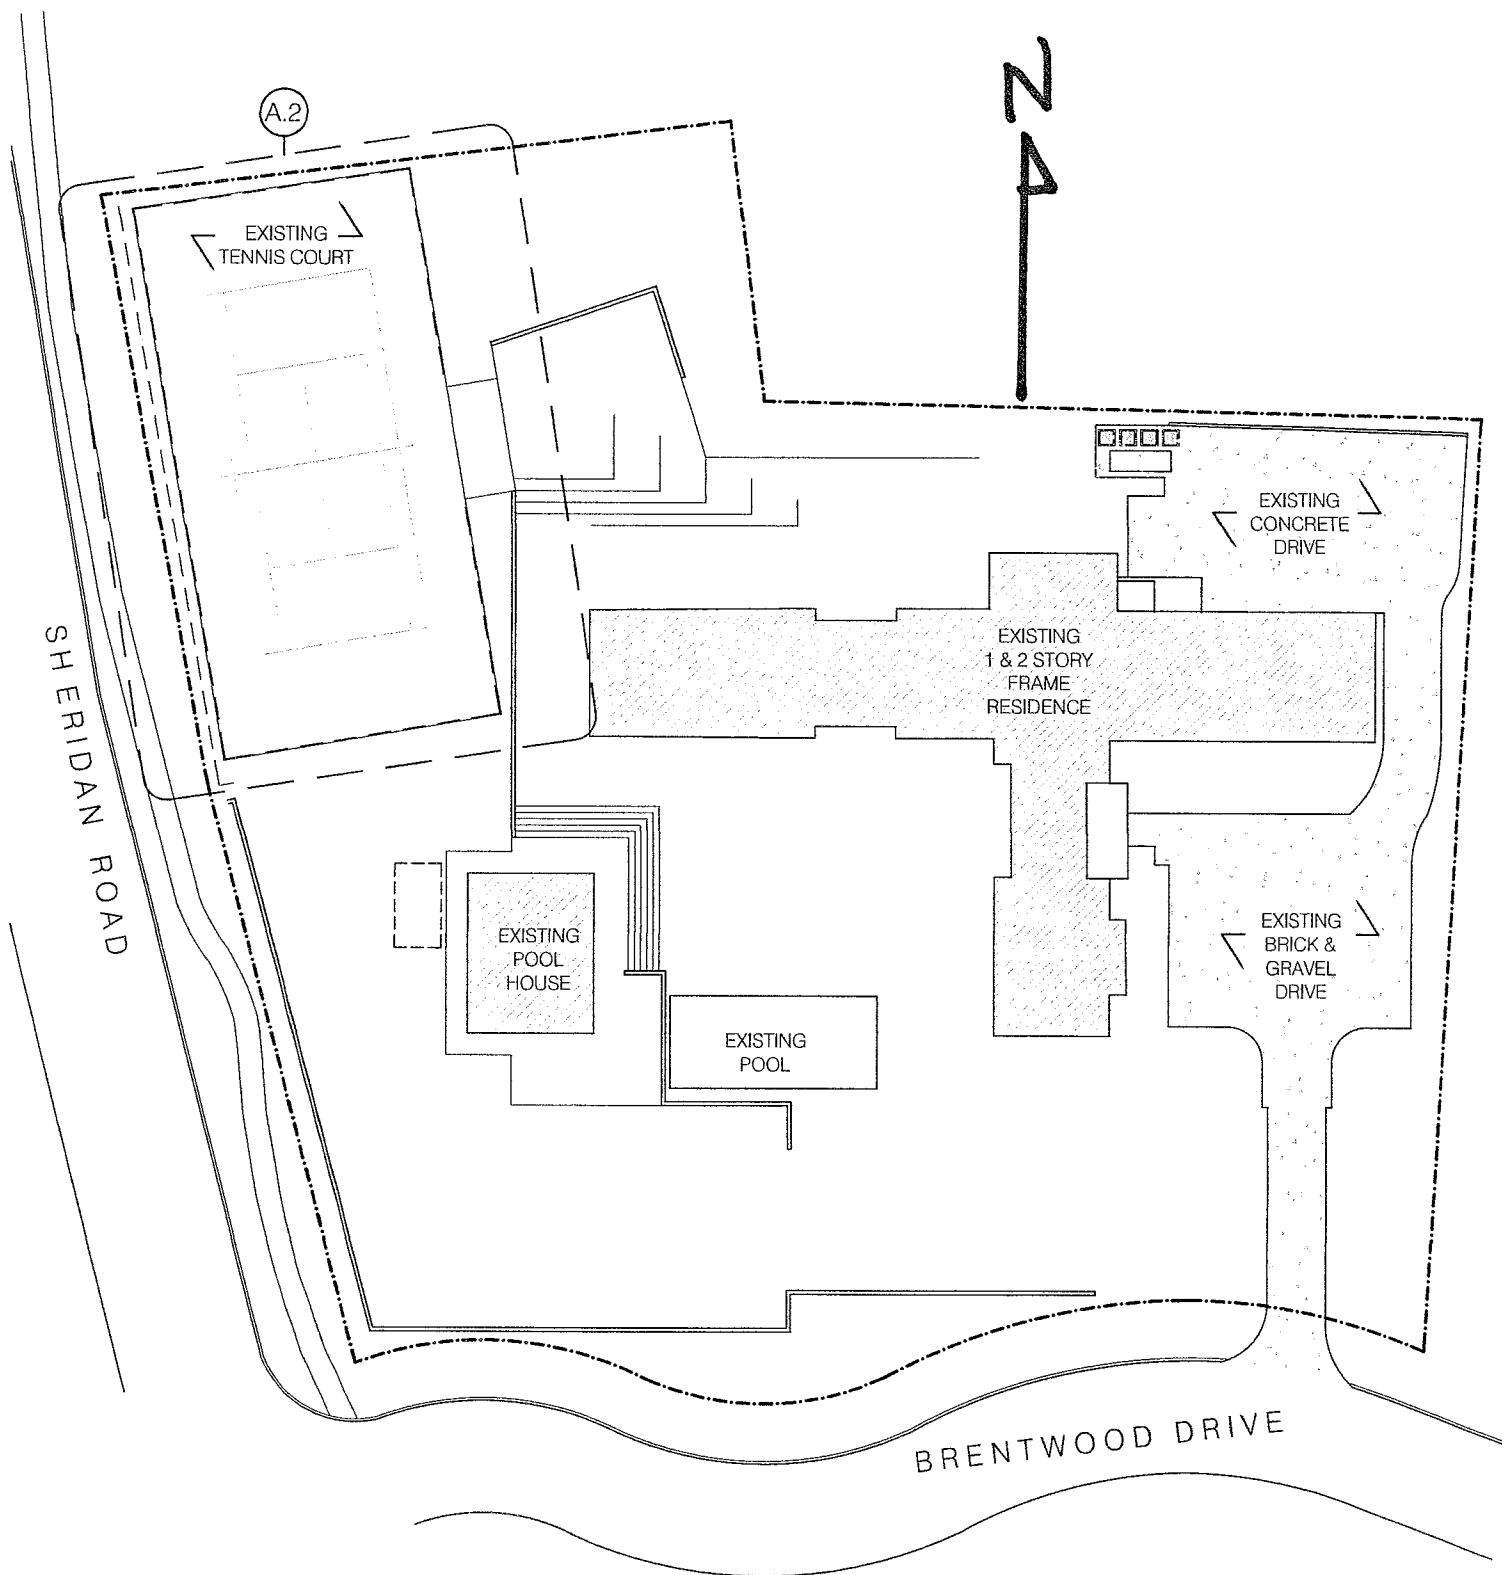 N
A.2
EXISTING
TENNIS COURT
EXISTING
CONCRETE
DRIVE
EXISTING
1 & 2 STORY
FRAME
RESIDENCE
SHERIDAN ROAD
EXISTING
POOL
HOUSE
EXISTING
BRICK &
GRAVEL
DRIVE
EXISTING
POOL
BRENTWOOD DRIVE